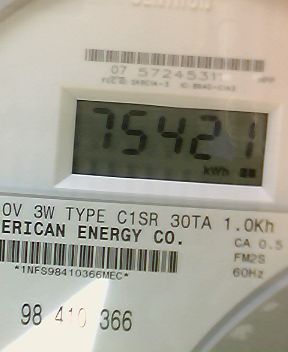 07 57245311
75421
kWh
0V 3W TYPE C1SR 30TA 1.0Kh
ERICAN ENERGY CO.
CA 0.5
FM2S
60Hz
*1NFS98410366MEC*
98 410 366